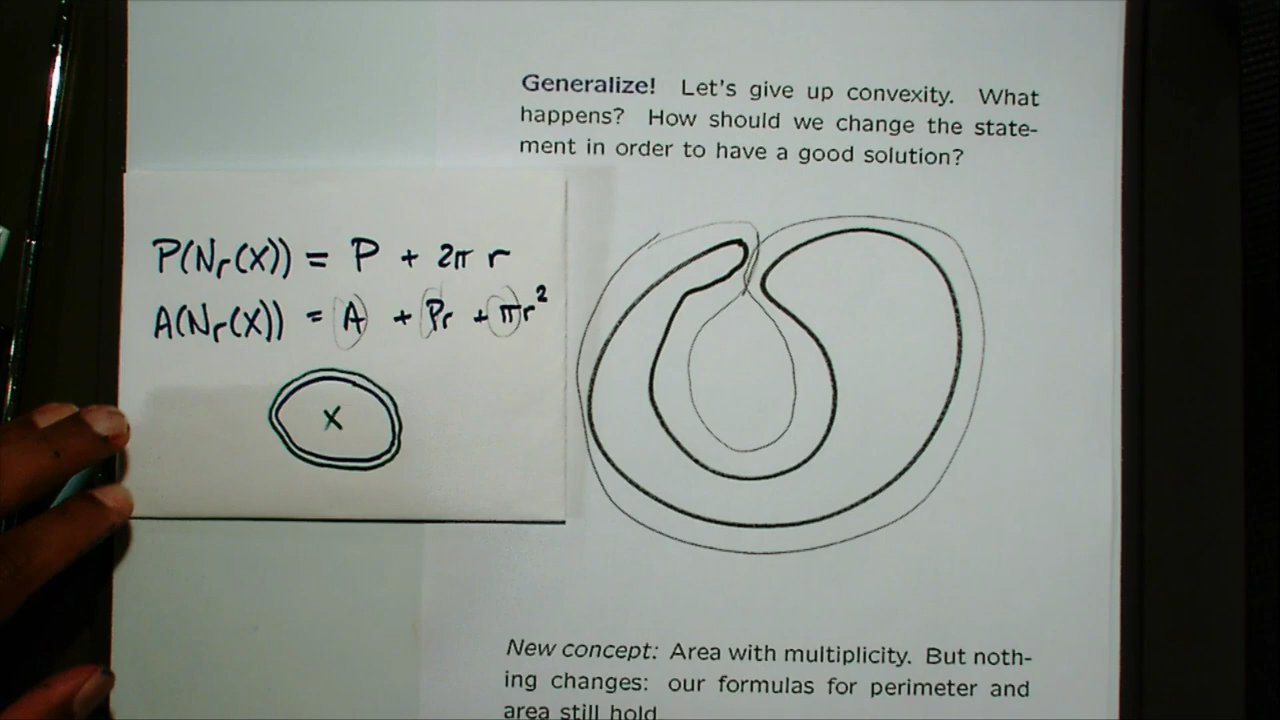 Generalize! Let's give up convexity. What
happens? How should we change the state-
ment in order to have a good solution?
P(Nr(X)) = P + 2π r
A(Nr(X)) = A + Pr + πr²
X
New concept: Area with multiplicity. But noth-
ing changes: our formulas for perimeter and
area still hold